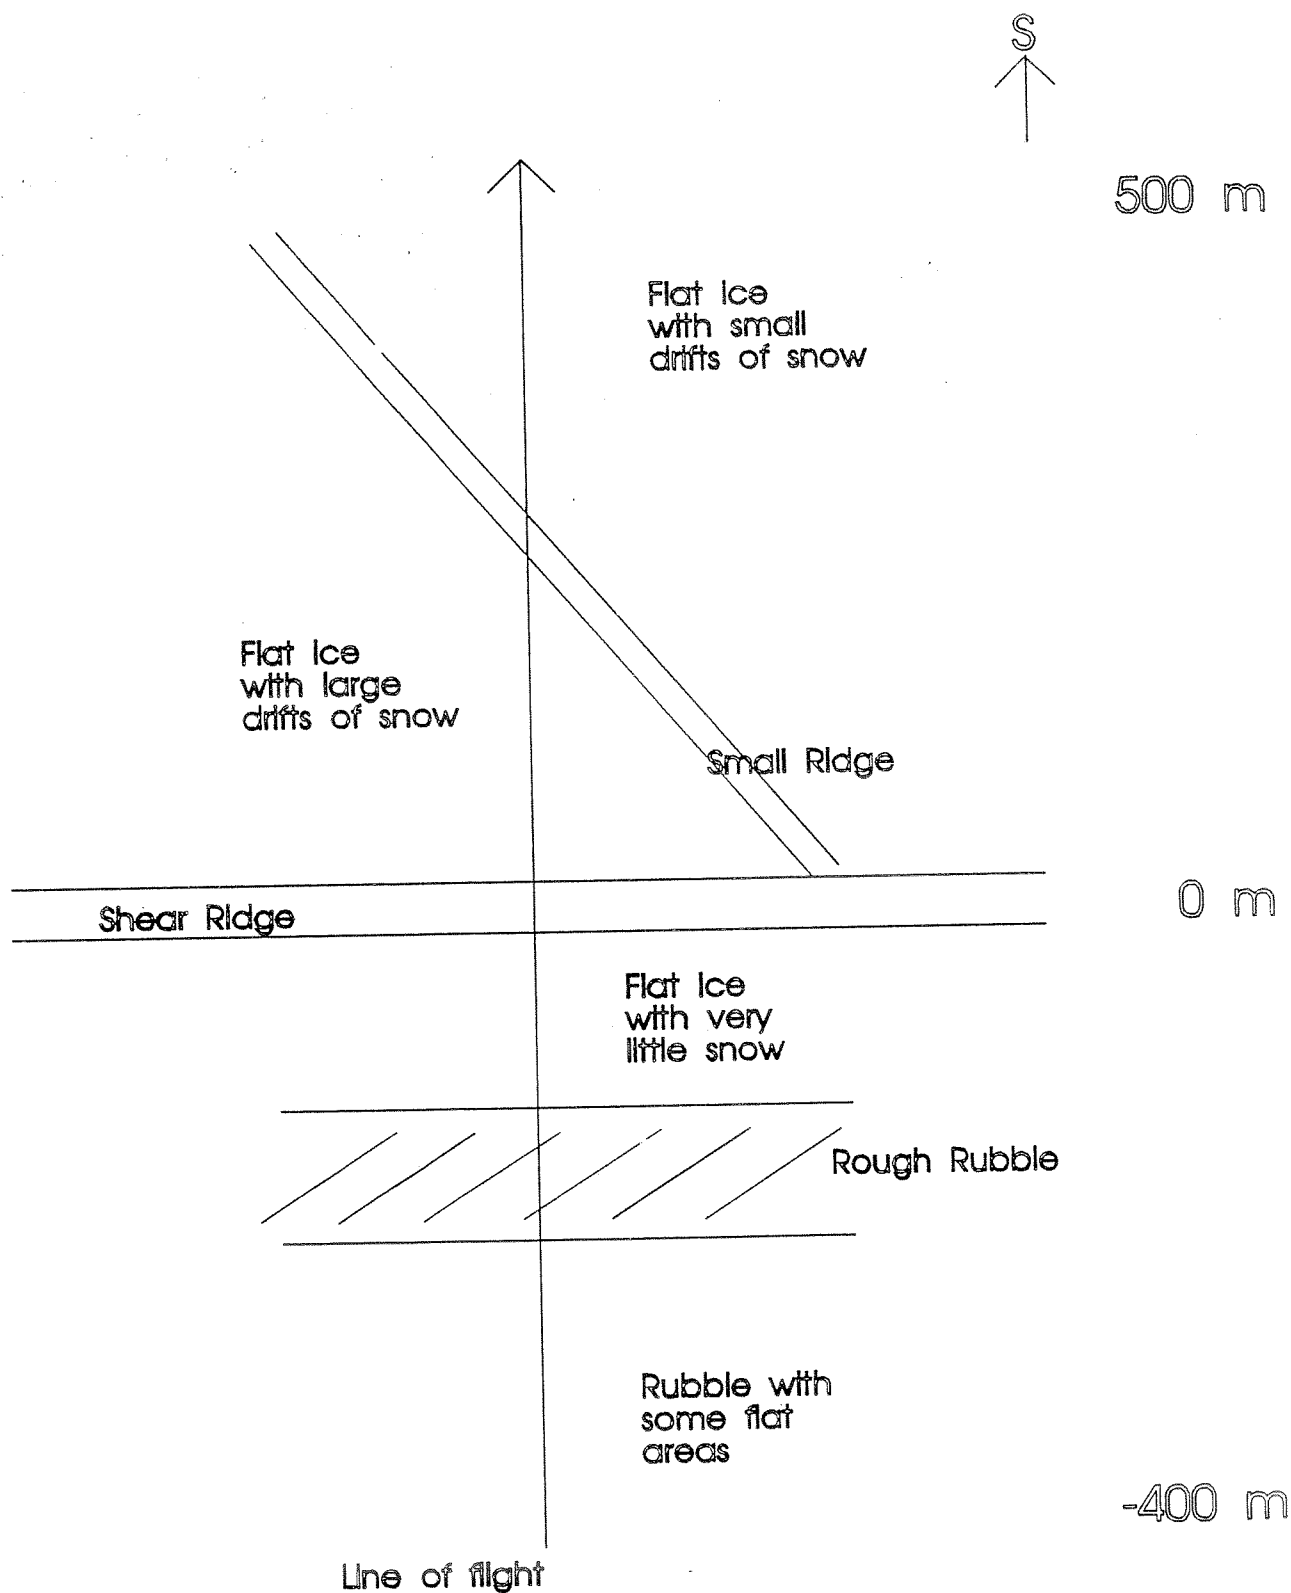 S
500 m
Flat Ice
with small
drifts of snow
Flat Ice
with large
drifts of snow
Small Ridge
0 m
Shear Ridge
Flat Ice
with very
little snow
Rough Rubble
Rubble with
some flat
areas
-400 m
Line of flight